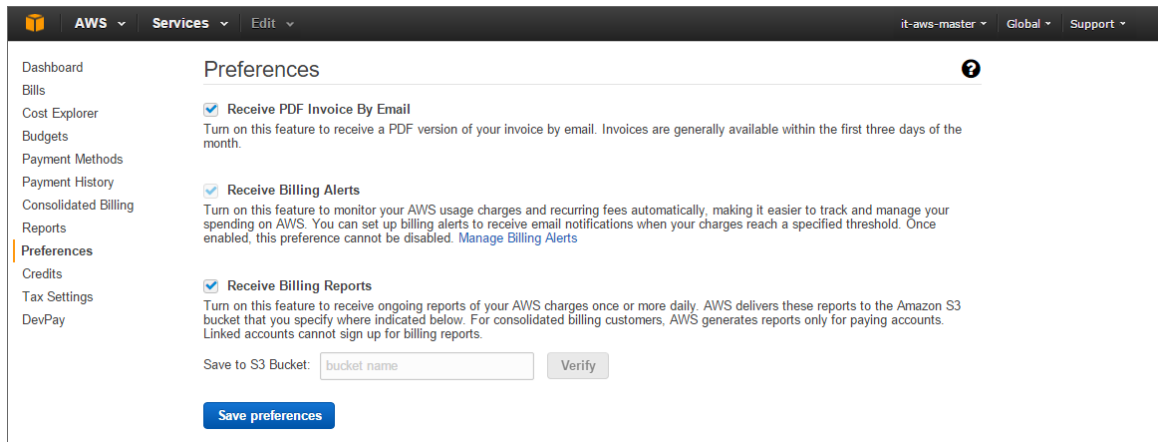 AWS Services Edit it-aws-master Global Support
Dashboard
Bills
Cost Explorer
Budgets
Payment Methods
Payment History
Consolidated Billing
Reports
Preferences
Credits
Tax Settings
DevPay
Preferences ?
Receive PDF Invoice By Email
Turn on this feature to receive a PDF version of your invoice by email. Invoices are generally available within the first three days of the
month.
Receive Billing Alerts
Turn on this feature to monitor your AWS usage charges and recurring fees automatically, making it easier to track and manage your
spending on AWS. You can set up billing alerts to receive email notifications when your charges reach a specified threshold. Once
enabled, this preference cannot be disabled. Manage Billing Alerts
Receive Billing Reports
Turn on this feature to receive ongoing reports of your AWS charges once or more daily. AWS delivers these reports to the Amazon S3
bucket that you specify where indicated below. For consolidated billing customers, AWS generates reports only for paying accounts.
Linked accounts cannot sign up for billing reports.
Save to S3 Bucket: bucket name Verify
Save preferences